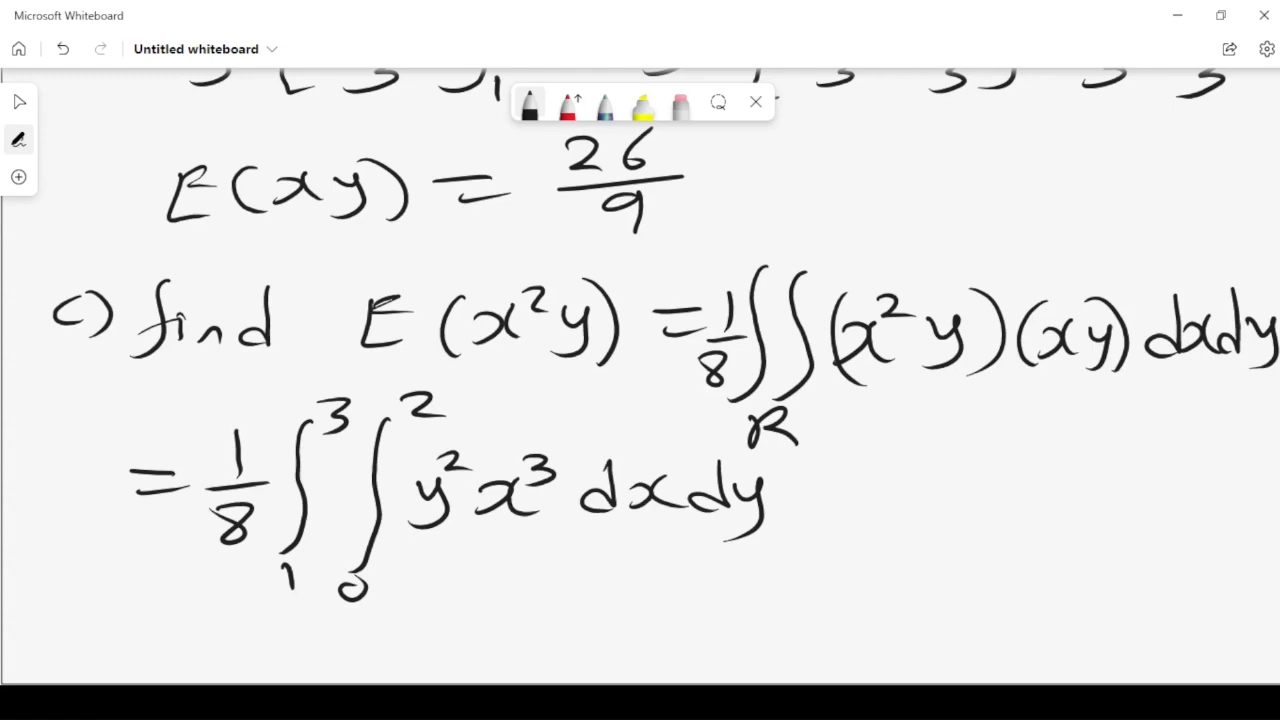 Microsoft Whiteboard
Untitled whiteboard
E(xy) = 26/9
c) find E(x²y) = 1/8 ∫∫_R (x²y)(xy) dxdy
= 1/8 ∫₁³ ∫₀² y²x³ dxdy